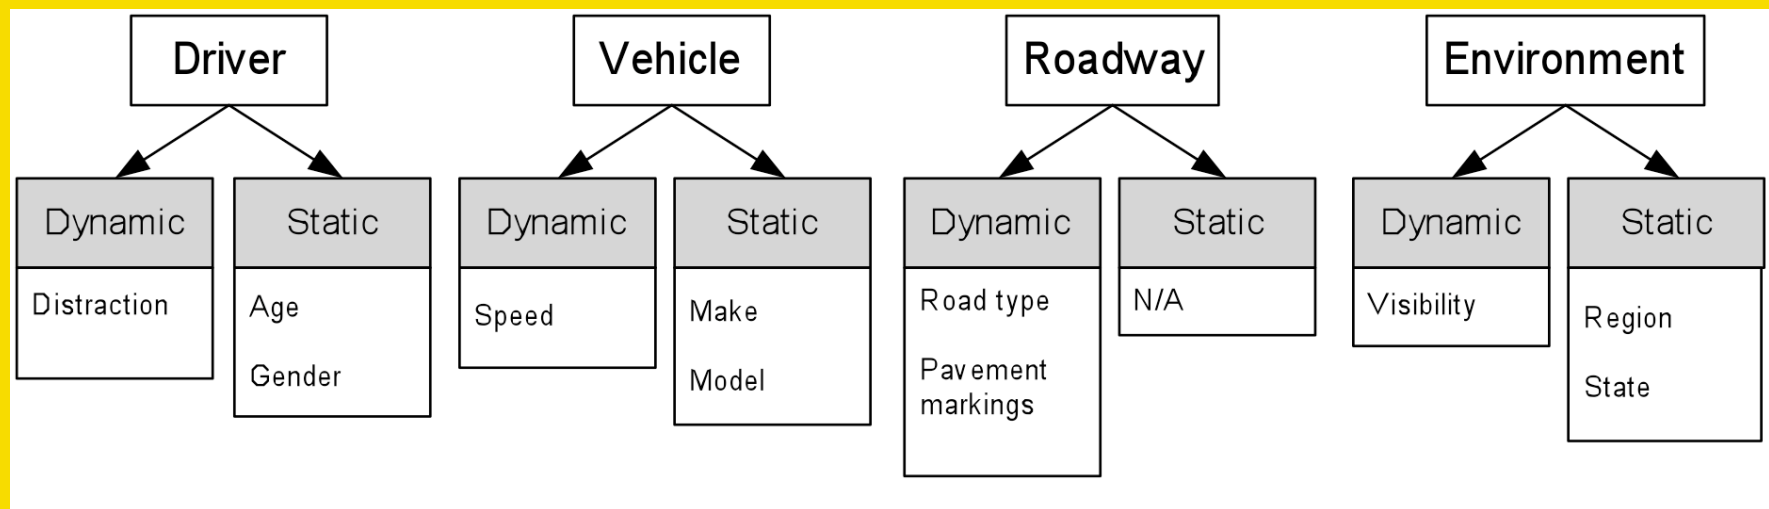 Driver
Vehicle
Roadway
Environment
Dynamic
Static
Dynamic
Static
Dynamic
Static
Dynamic
Static
Distraction
Age
Gender
Speed
Make
Model
Road type
Pavement
markings
N/A
Visibility
Region
State